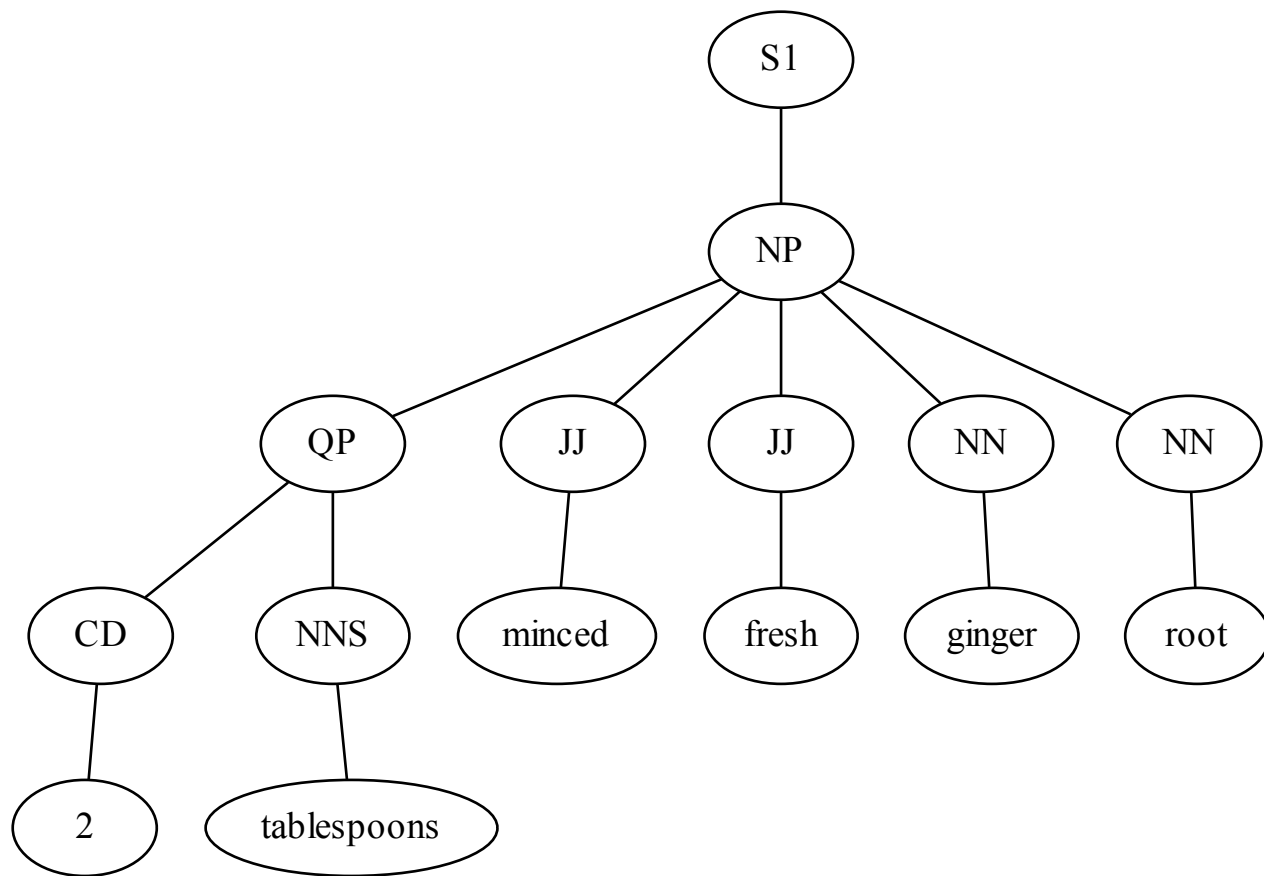 S1
NP
QP JJ JJ NN NN
CD NNS minced fresh ginger root
2 tablespoons